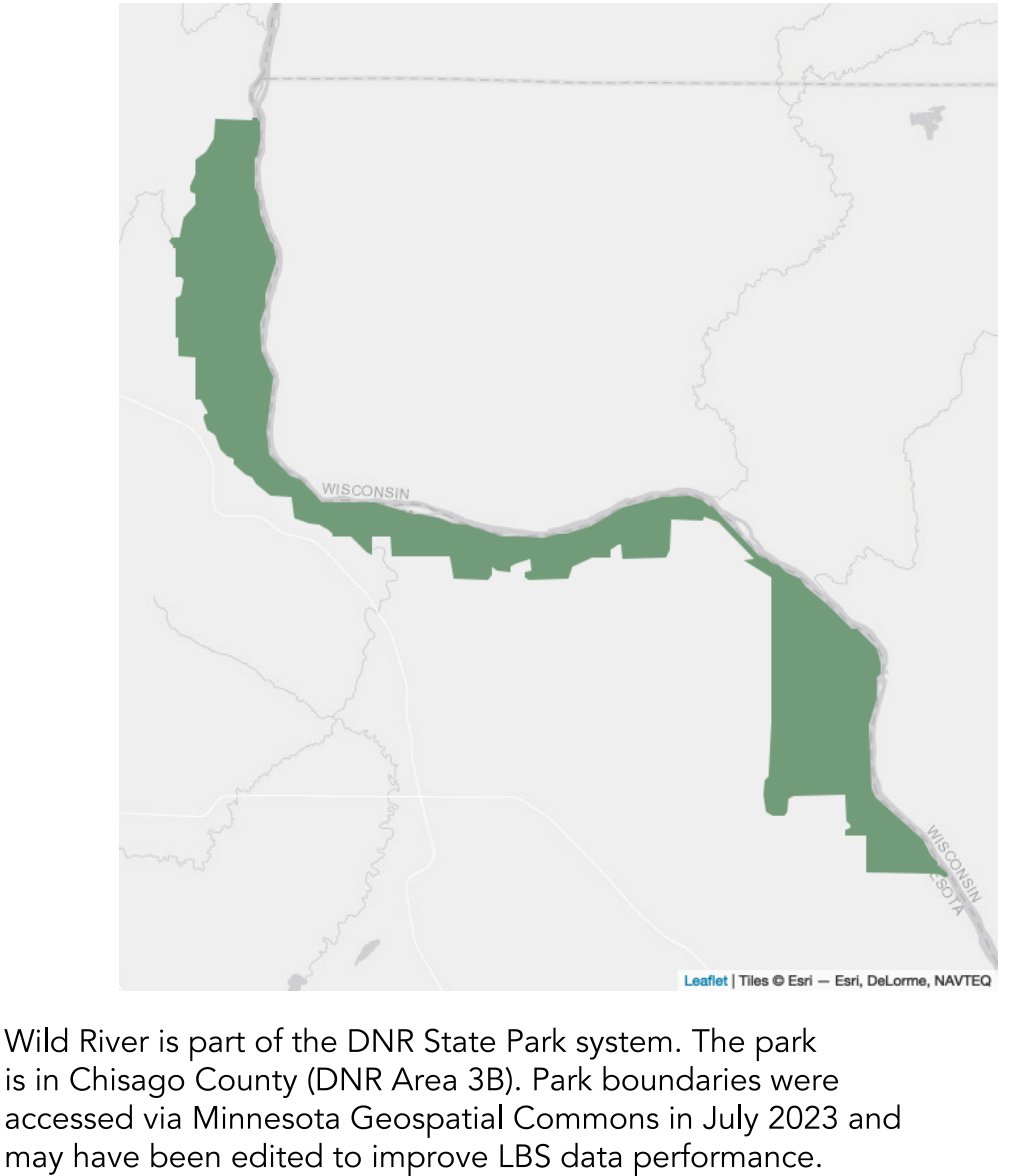 WISCONSIN
WISCONSIN
ESOTA
Leaflet | Tiles © Esri — Esri, DeLorme, NAVTEQ
Wild River is part of the DNR State Park system. The park
is in Chisago County (DNR Area 3B). Park boundaries were
accessed via Minnesota Geospatial Commons in July 2023 and
may have been edited to improve LBS data performance.